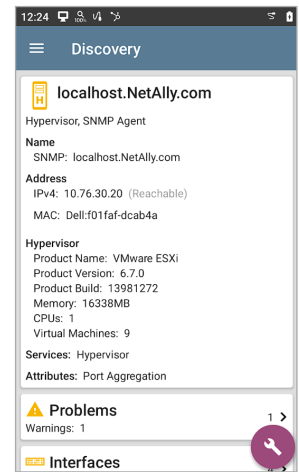 12:24
100%
Discovery
H
localhost.NetAlly.com
Hypervisor, SNMP Agent
Name
SNMP: localhost.NetAlly.com
Address
IPv4: 10.76.30.20 (Reachable)
MAC: Dell:f01faf-dcab4a
Hypervisor
Product Name: VMware ESXi
Product Version: 6.7.0
Product Build: 13981272
Memory: 16338MB
CPUs: 1
Virtual Machines: 9
Services: Hypervisor
Attributes: Port Aggregation
Problems
Warnings: 1
1
Interfaces